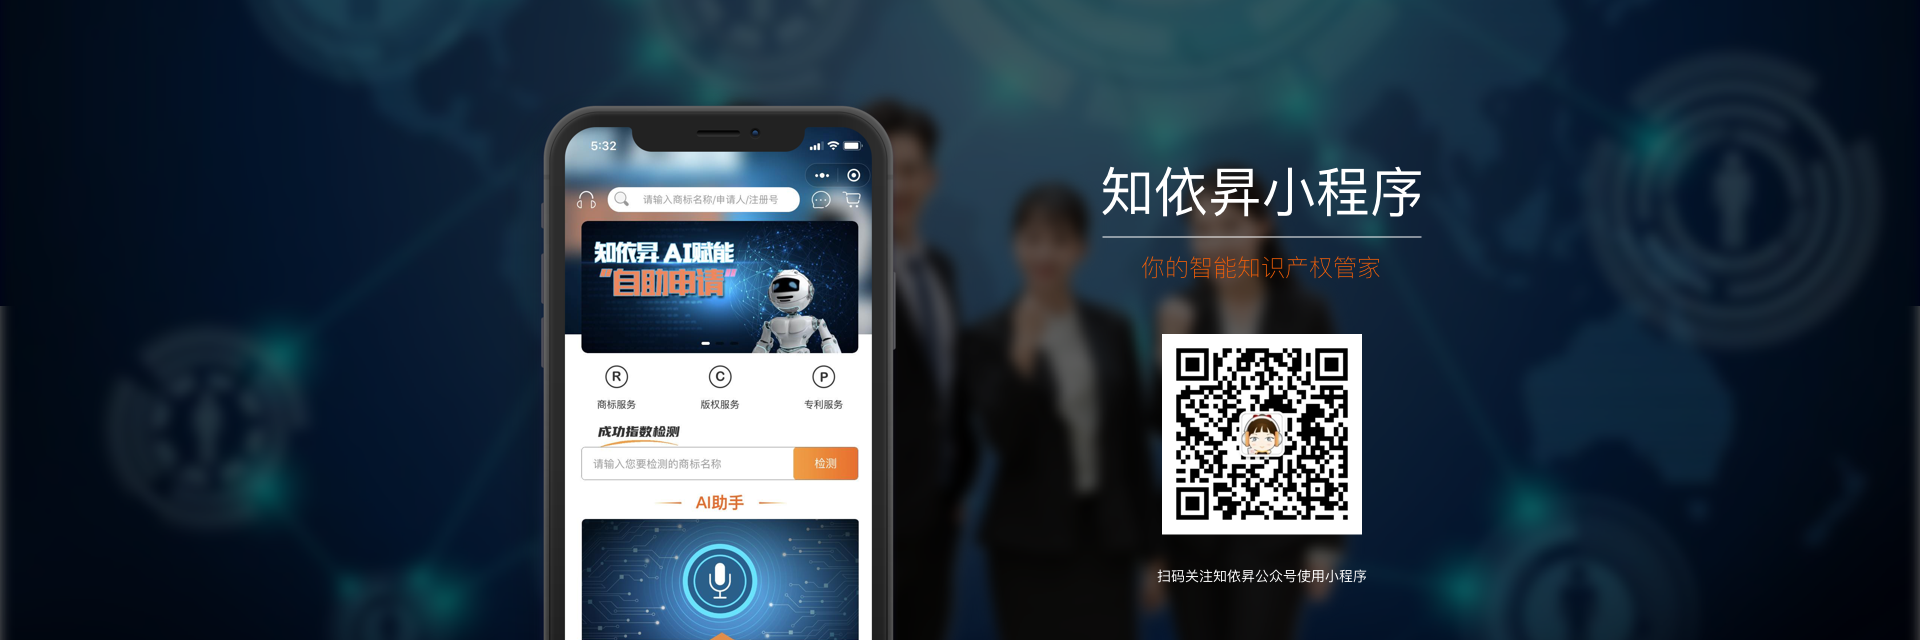 5:32
请输入商标名称/申请人/注册号
知依昇 AI赋能
“自助申请”
R
C
P
商标服务
版权服务
专利服务
成功指数检测
请输入您要检测的商标名称
检测
AI助手
知依昇小程序
你的智能知识产权管家
扫码关注知依昇公众号使用小程序